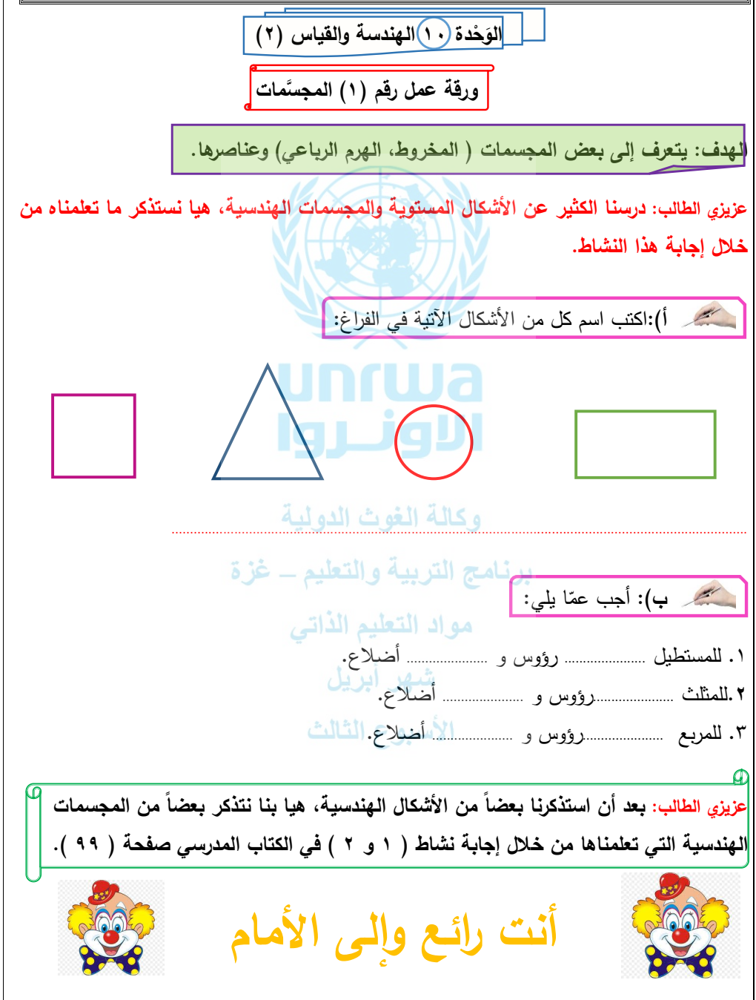 الوَحْدة ١٠ الهندسة والقياس (٢)
ورقة عمل رقم (١) المجسَّمات
الهدف: يتعرف إلى بعض المجسمات ( المخروط، الهرم الرباعي) وعناصرها.
عزيزي الطالب: درسنا الكثير عن الأشكال المستوية والمجسمات الهندسية، هيا نستذكر ما تعلمناه من
خلال إجابة هذا النشاط.
أ):اكتب اسم كل من الأشكال الآتية في الفراغ:
unrwa
الاونروا
وكالة الغوث الدولية
برنامج التربية والتعليم – غزة
ب): أجب عمّا يلي:
مواد التعليم الذاتي
١. للمستطيل ...................... رؤوس و ...................... أضلاع.
شهر أبريل
٢.للمثلث ......................رؤوس و ...................... أضلاع.
الأسبوع الثالث
٣. للمربع ......................رؤوس و ...................... أضلاع.
عزيزي الطالب: بعد أن استذكرنا بعضاً من الأشكال الهندسية، هيا بنا نتذكر بعضاً من المجسمات
الهندسية التي تعلمناها من خلال إجابة نشاط ( ١ و ٢ ) في الكتاب المدرسي صفحة ( ٩٩ ).
أنت رائع وإلى الأمام